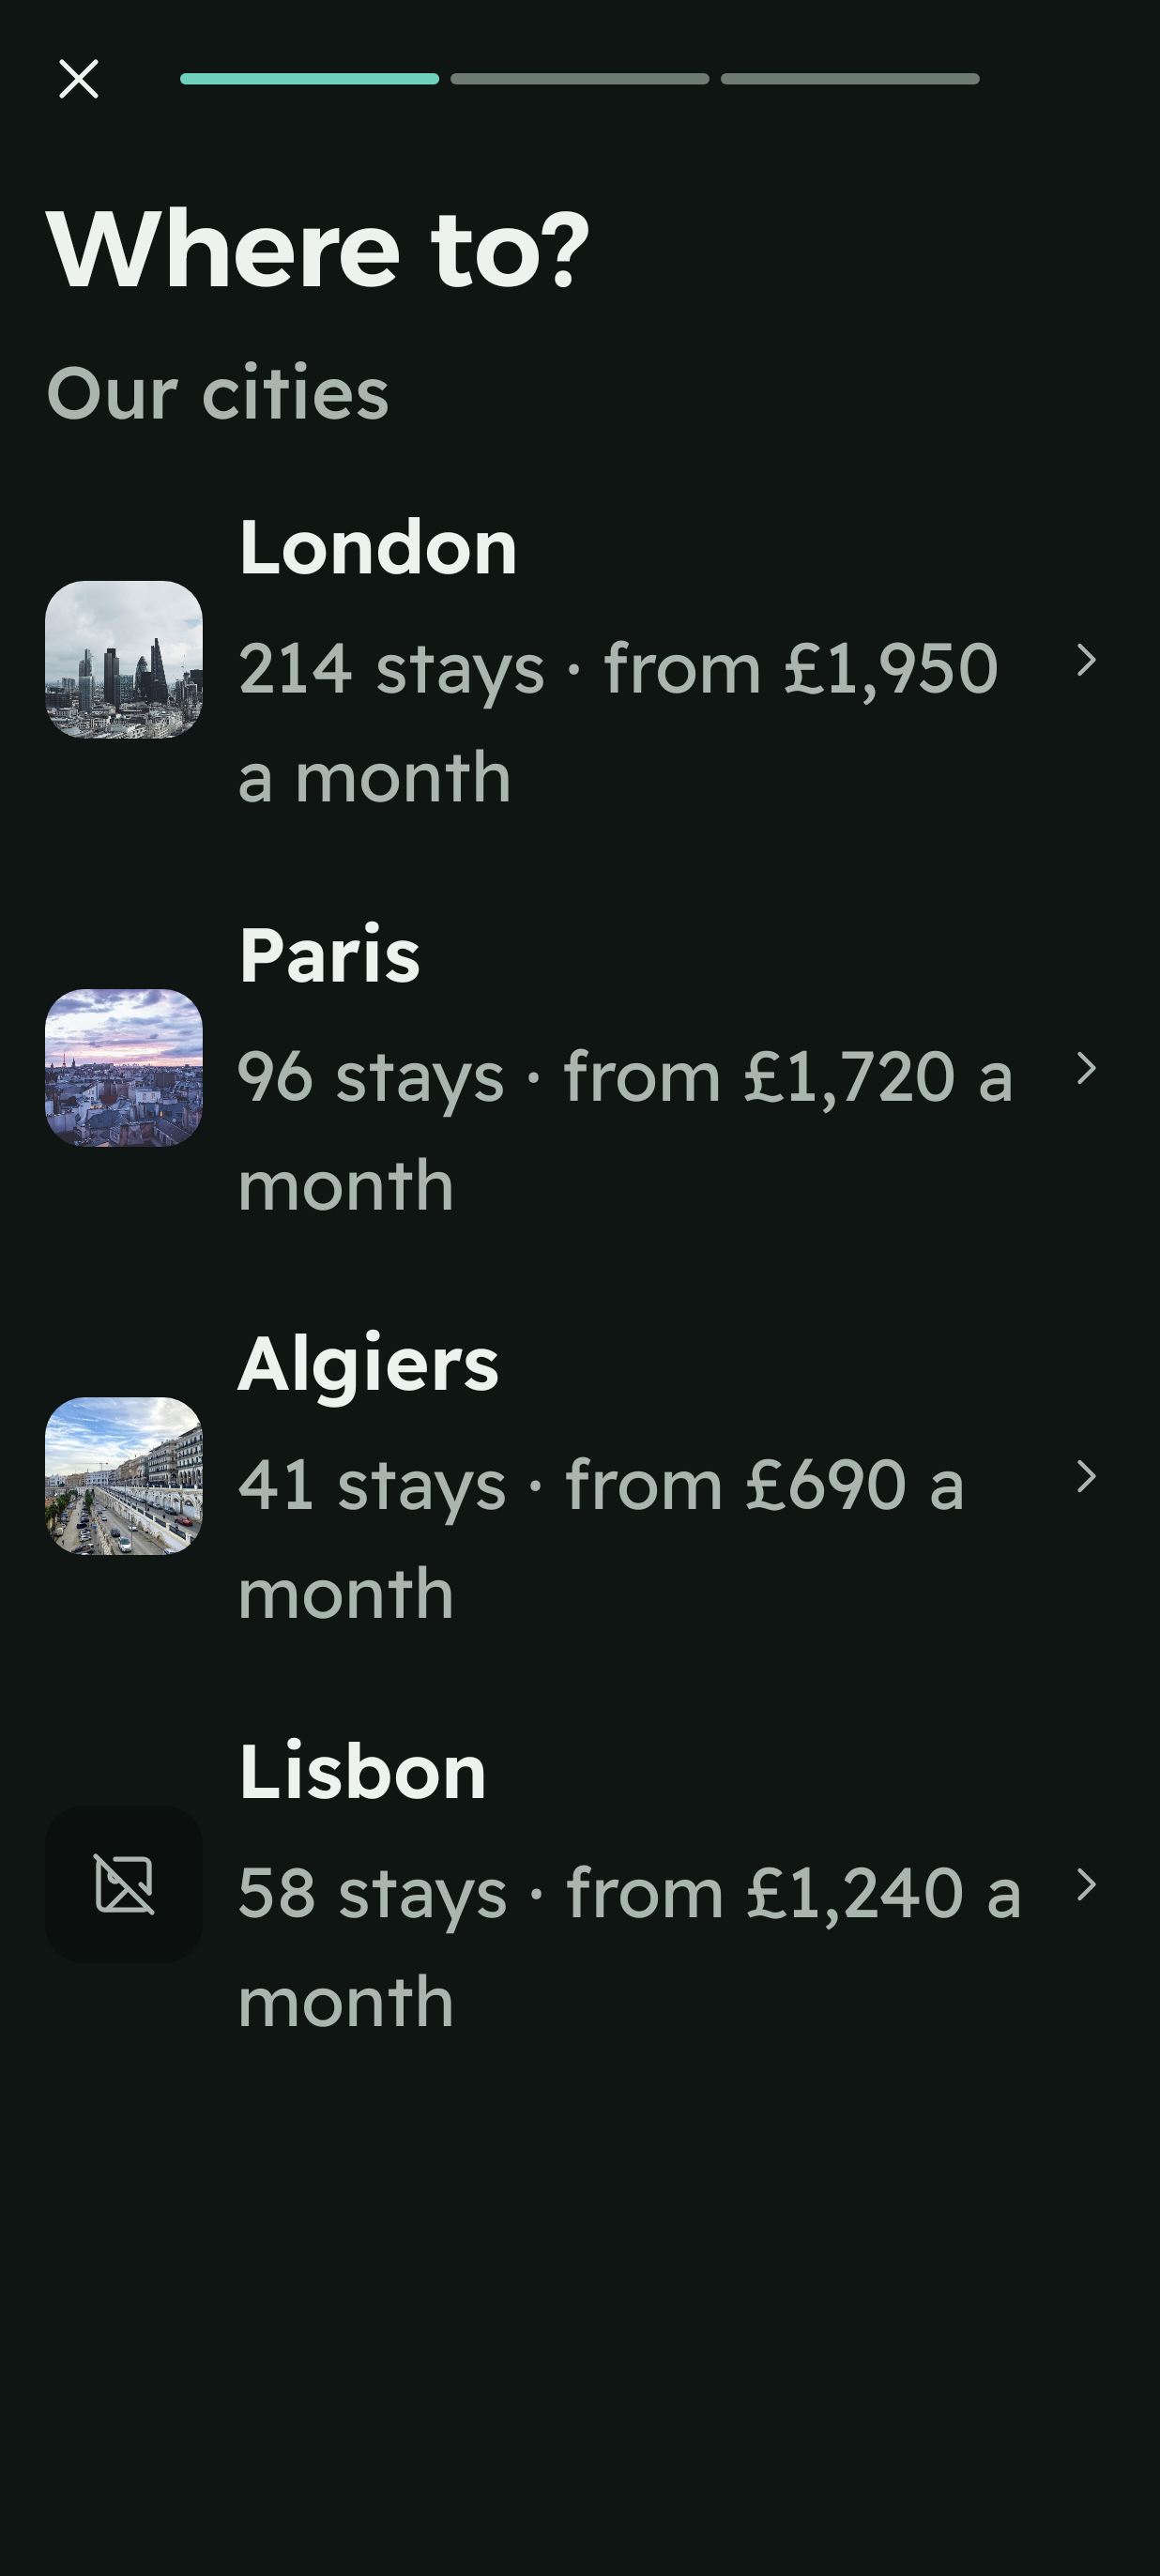 Where to?
Our cities
London
214 stays · from £1,950
a month
Paris
96 stays · from £1,720 a
month
Algiers
41 stays · from £690 a
month
Lisbon
58 stays · from £1,240 a
month